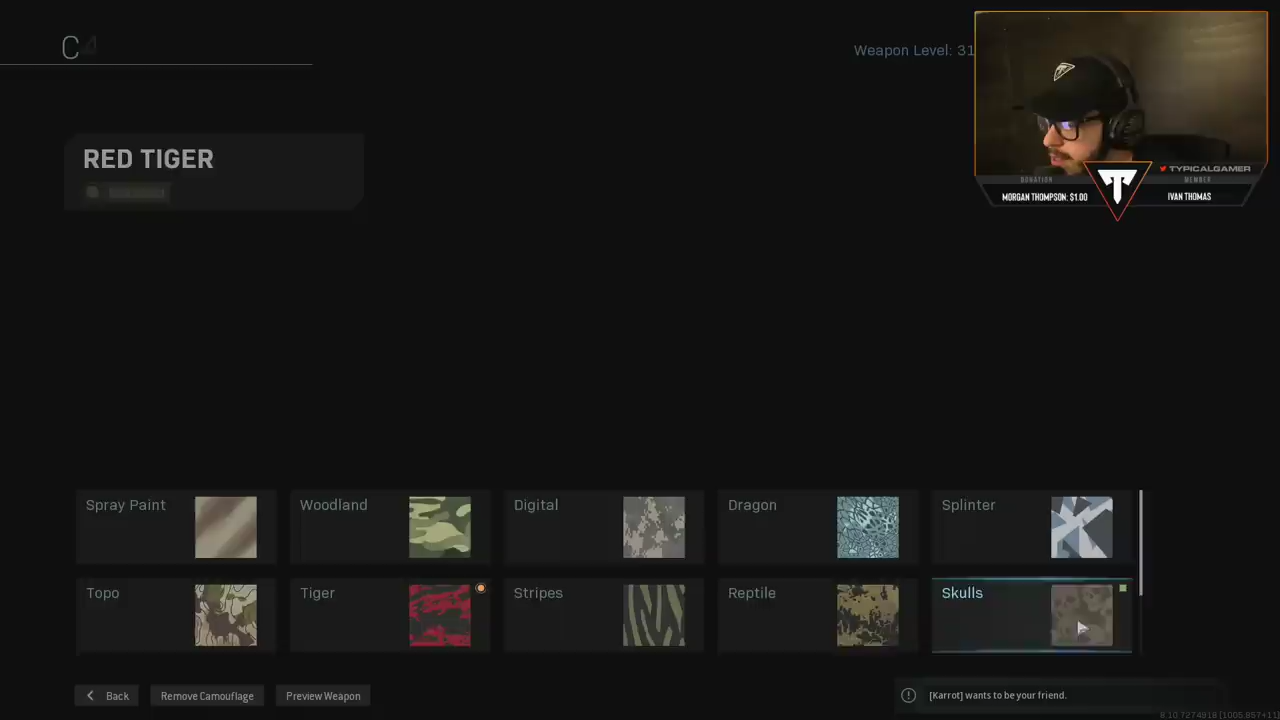 C4
Weapon Level: 31
RED TIGER
TYPICALGAMER
DONATION
MEMBER
MORGAN THOMPSON: $1.00
IVAN THOMAS
Spray Paint
Woodland
Digital
Dragon
Splinter
Topo
Tiger
Stripes
Reptile
Skulls
Back
Remove Camouflage
Preview Weapon
[Karrot] wants to be your friend.